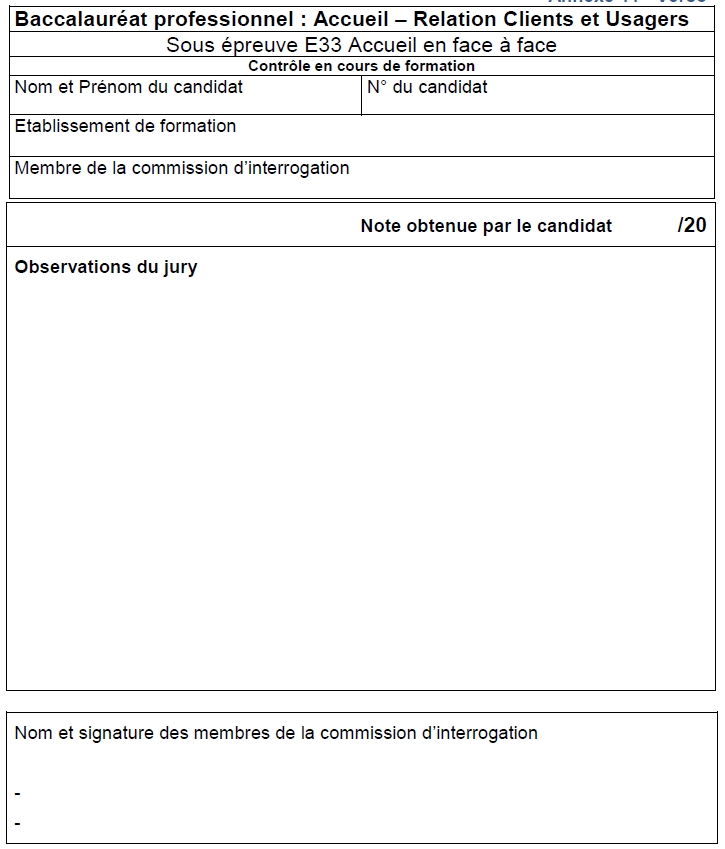 Baccalauréat professionnel : Accueil – Relation Clients et Usagers
Sous épreuve E33 Accueil en face à face
Contrôle en cours de formation
Nom et Prénom du candidat
N° du candidat
Etablissement de formation
Membre de la commission d'interrogation
Note obtenue par le candidat /20
Observations du jury
Nom et signature des membres de la commission d'interrogation
-
-